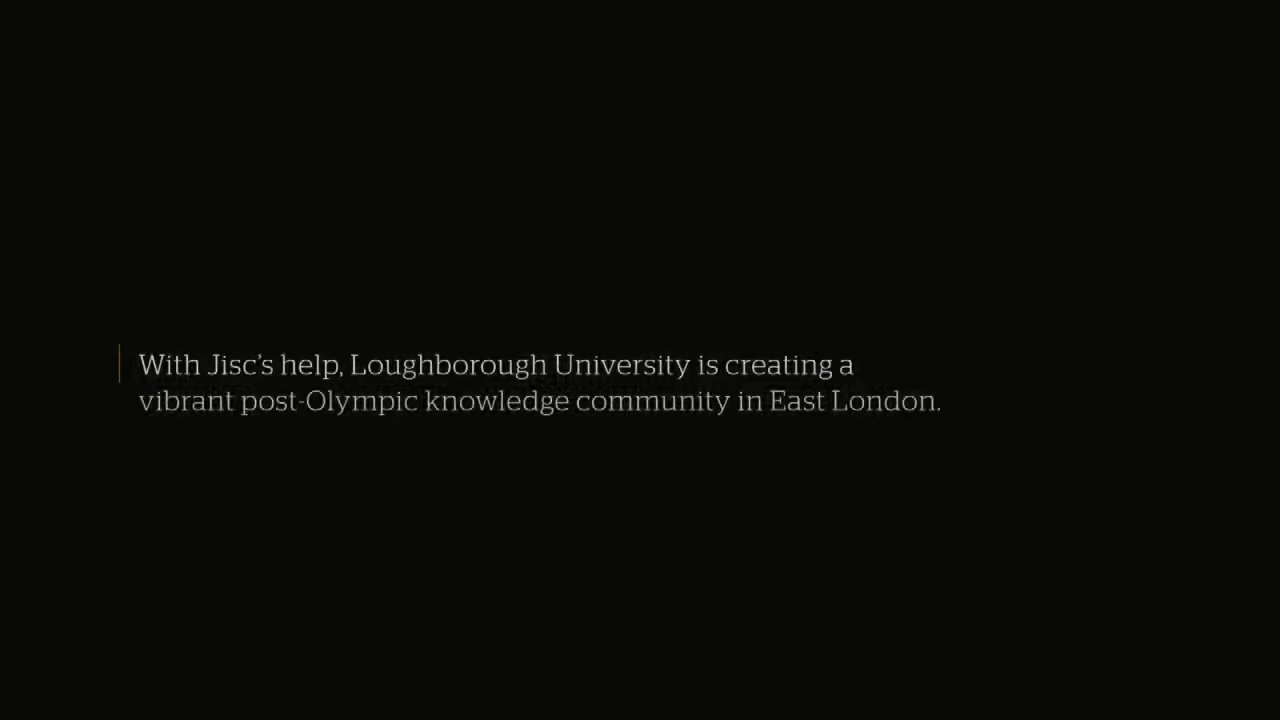 With Jisc’s help, Loughborough University is creating a
vibrant post-Olympic knowledge community in East London.